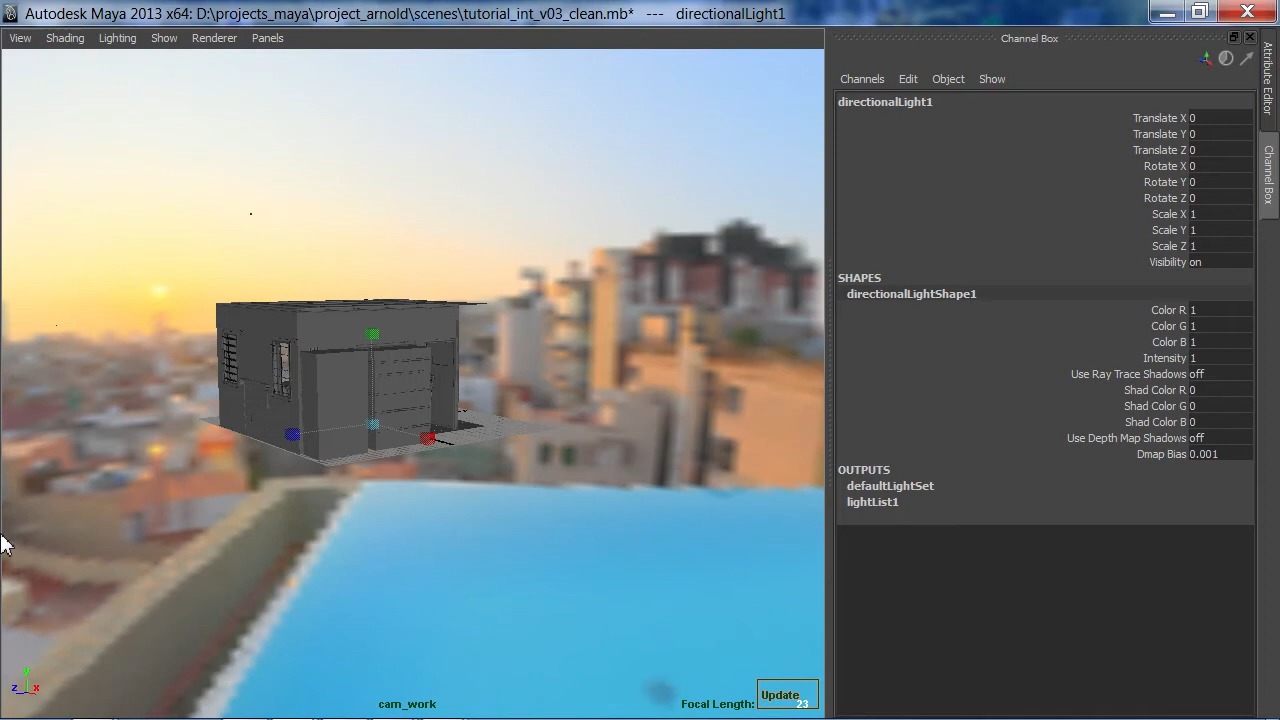 Autodesk Maya 2013 x64: D:\projects_maya\project_arnold\scenes\tutorial_int_v03_clean.mb*   ---   directionalLight1
View Shading Lighting Show Renderer Panels
Channel Box
Channels Edit Object Show
directionalLight1
Translate X 0
Translate Y 0
Translate Z 0
Rotate X 0
Rotate Y 0
Rotate Z 0
Scale X 1
Scale Y 1
Scale Z 1
Visibility on
SHAPES
directionalLightShape1
Color R 1
Color G 1
Color B 1
Intensity 1
Use Ray Trace Shadows off
Shad Color R 0
Shad Color G 0
Shad Color B 0
Use Depth Map Shadows off
Dmap Bias 0.001
OUTPUTS
defaultLightSet
lightList1
Attribute Editor
Channel Box
y
z x
cam_work
Focal Length: 23
Update